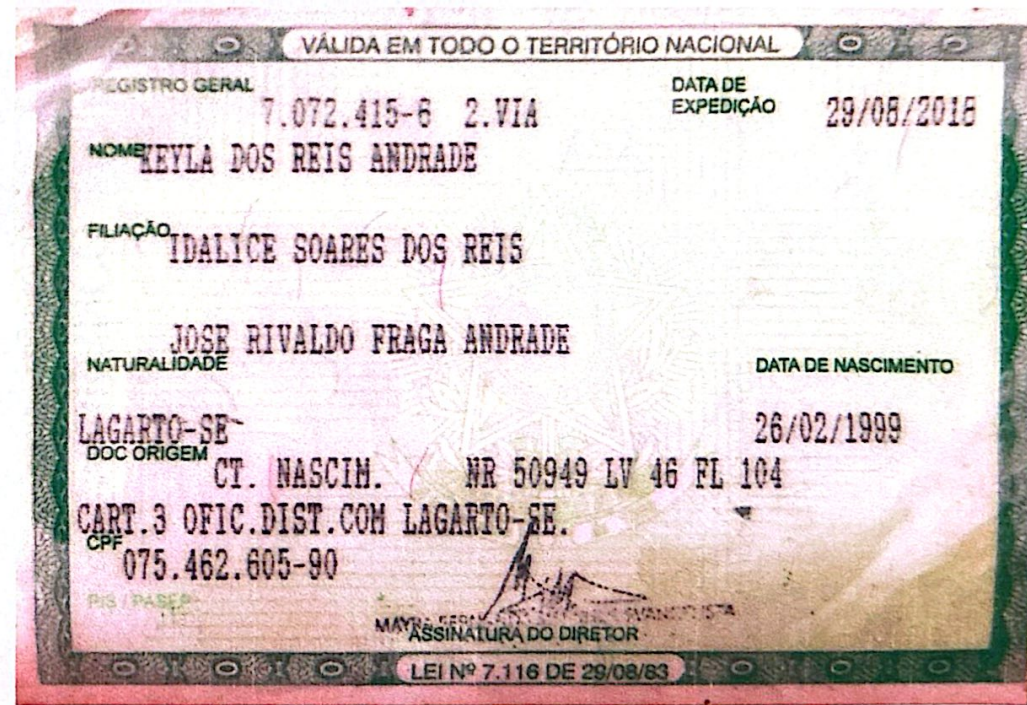 VÁLIDA EM TODO O TERRITÓRIO NACIONAL
REGISTRO GERAL 7.072.415-6 2.VIA DATA DE EXPEDIÇÃO 29/08/2018
NOME KEYLA DOS REIS ANDRADE
FILIAÇÃO IDALICE SOARES DOS REIS
JOSE RIVALDO FRAGA ANDRADE
NATURALIDADE DATA DE NASCIMENTO
LAGARTO-SE 26/02/1999
DOC ORIGEM CT. NASCIM. NR 50949 LV 46 FL 104
CART.3 OFIC.DIST.COM LAGARTO-SE.
CPF 075.462.605-90
PIS / PASEP
ASSINATURA DO DIRETOR
LEI Nº 7.116 DE 29/08/83